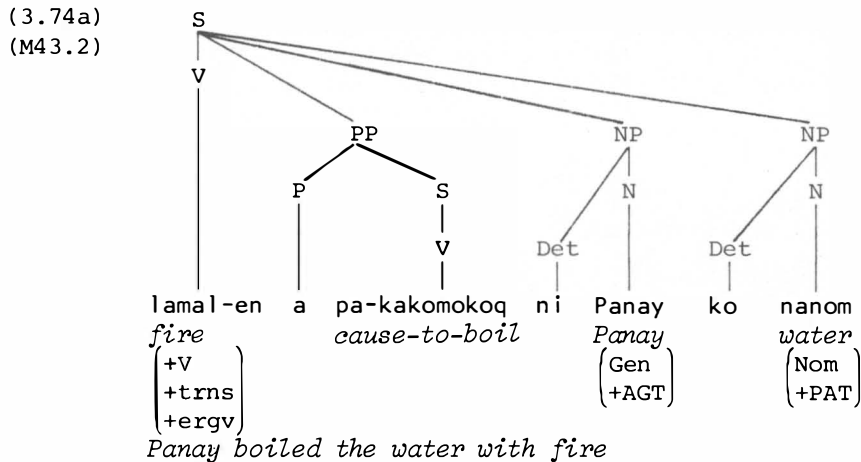 (3.74a) S
(M43.2)
V
PP NP NP
P S N N
V Det Det
lamal-en a pa-kakomokoq ni Panay ko nanom
fire cause-to-boil Panay water
+V Gen Nom
+trns +AGT +PAT
+ergv
Panay boiled the water with fire